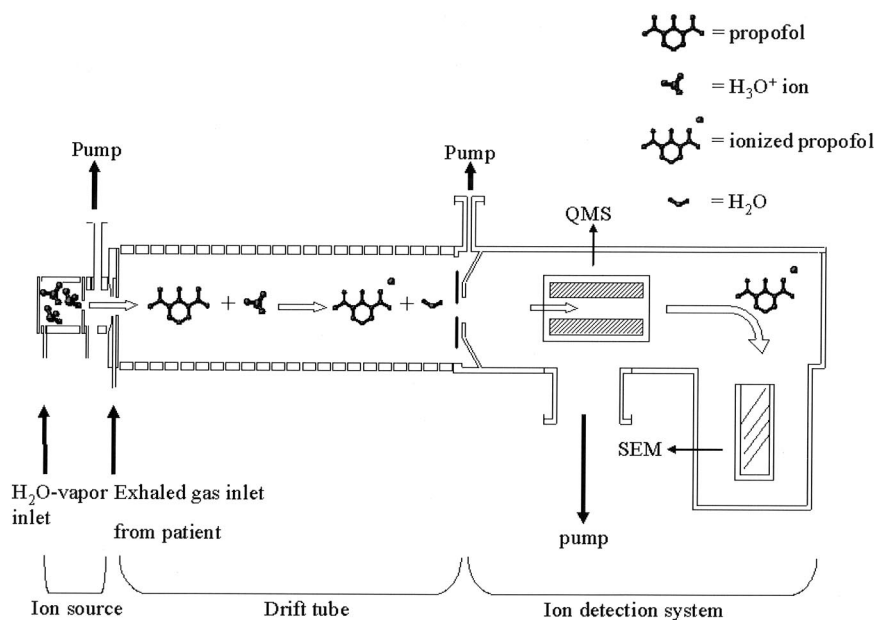 = propofol
= H₃O⁺ ion
= ionized propofol
= H₂O
Pump
Pump
QMS
SEM
H₂O-vapor
inlet
Exhaled gas inlet
from patient
pump
Ion source
Drift tube
Ion detection system